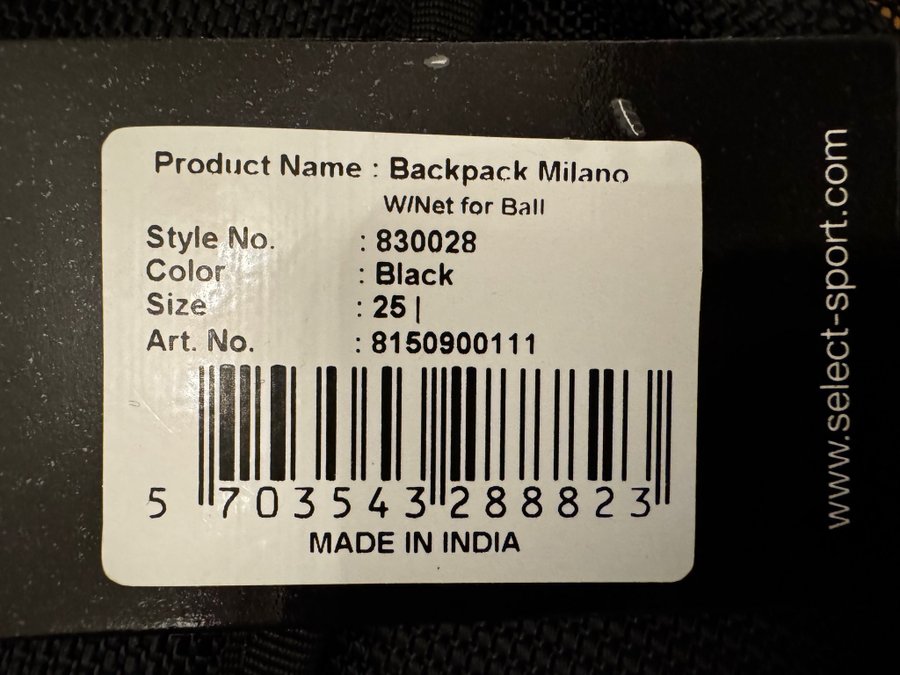 Product Name : Backpack Milano
W/Net for Ball
Style No. : 830028
Color : Black
Size : 25 l
Art. No. : 8150900111
5 703543 288823
MADE IN INDIA
www.select-sport.com